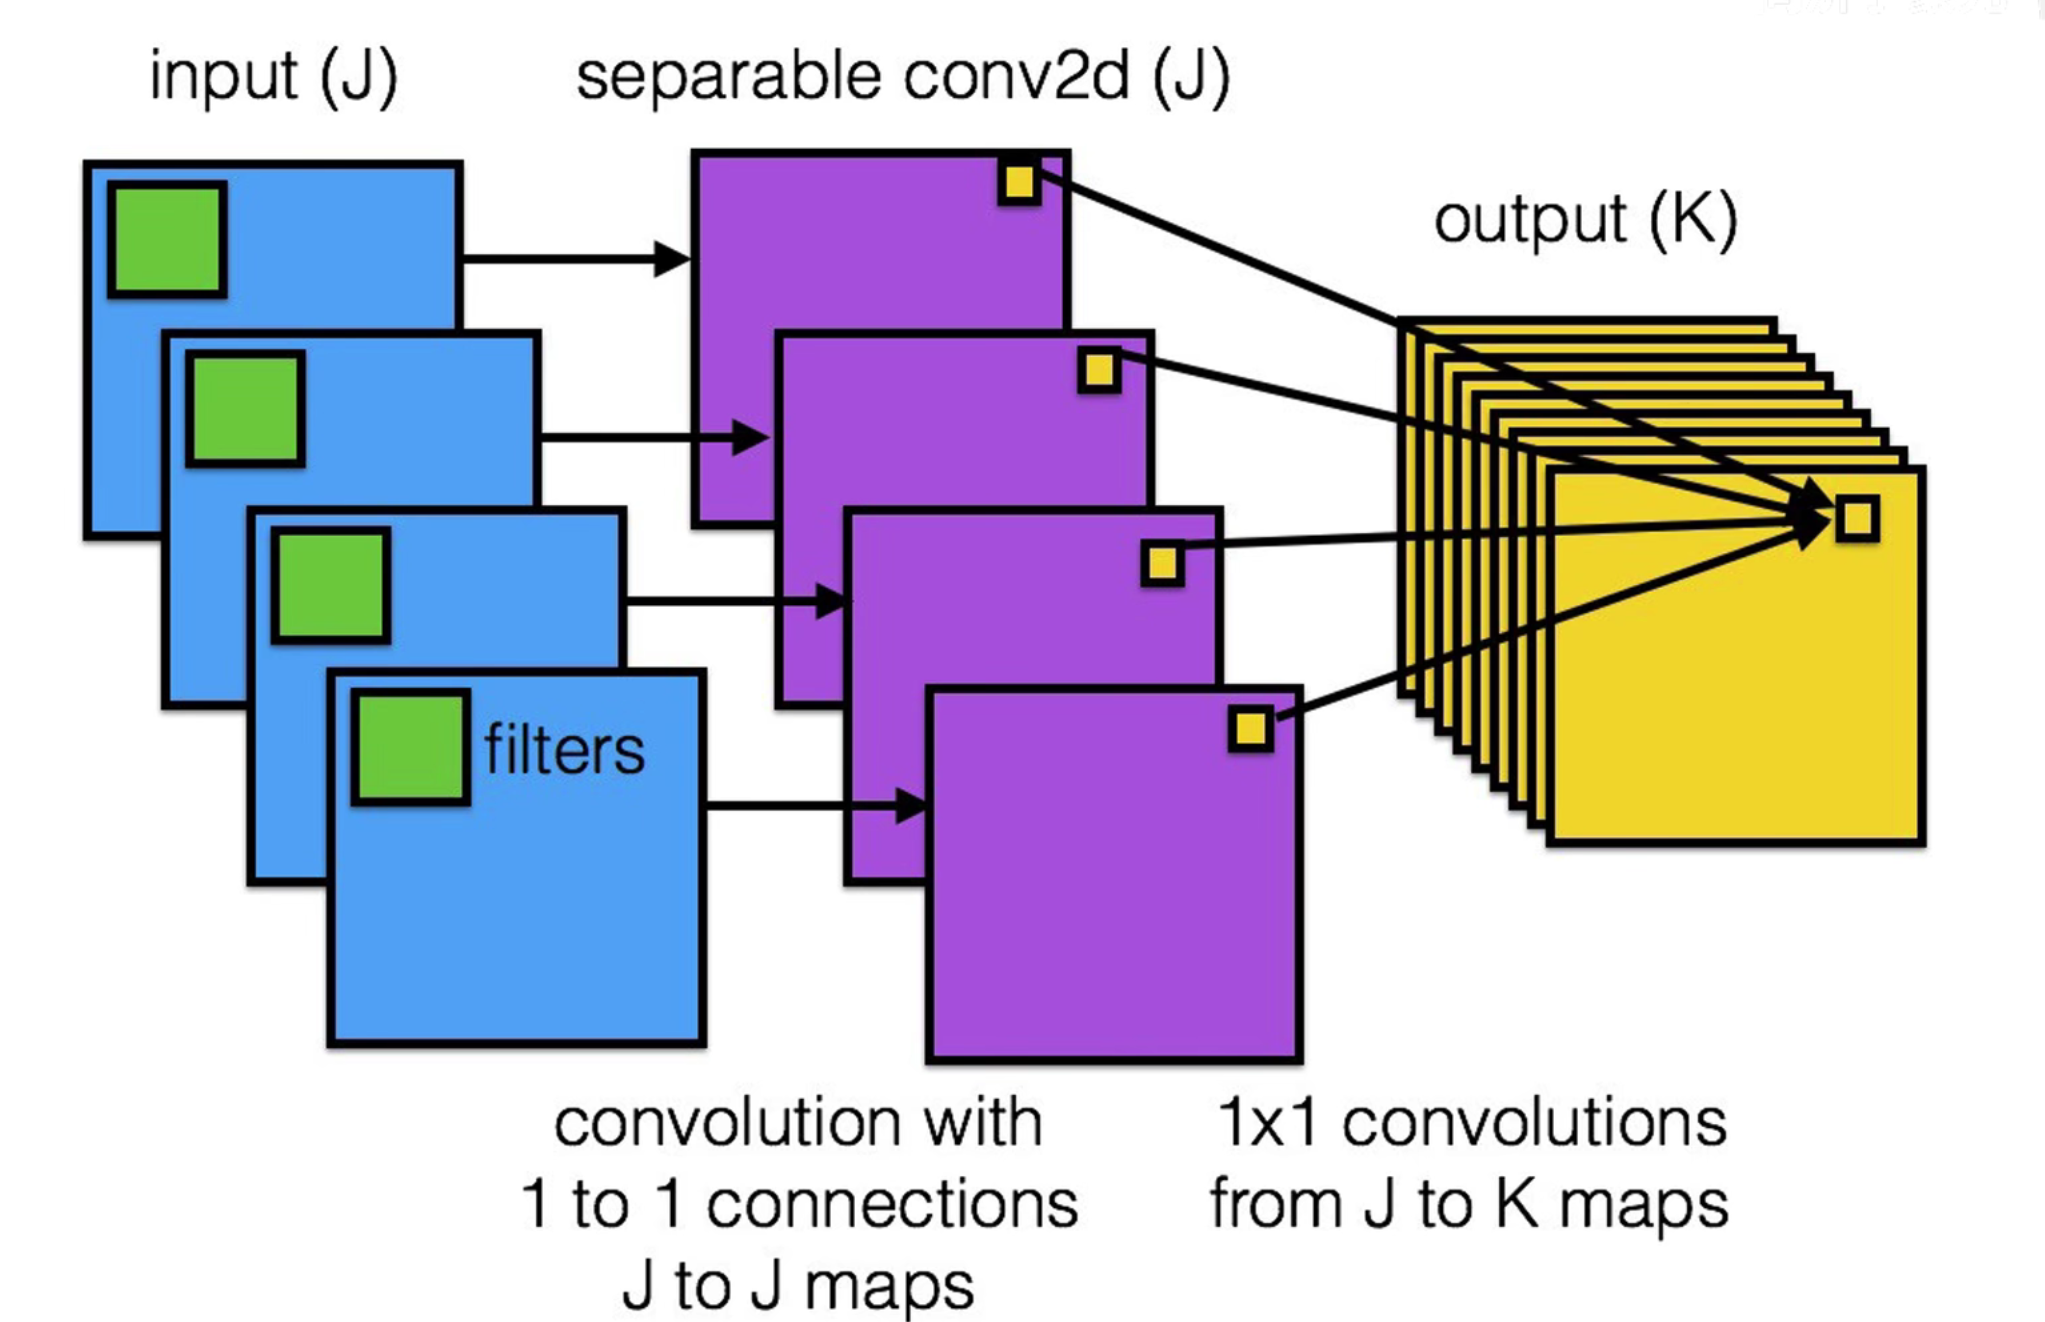 input (J)
separable conv2d (J)
output (K)
filters
convolution with
1 to 1 connections
J to J maps
1x1 convolutions
from J to K maps